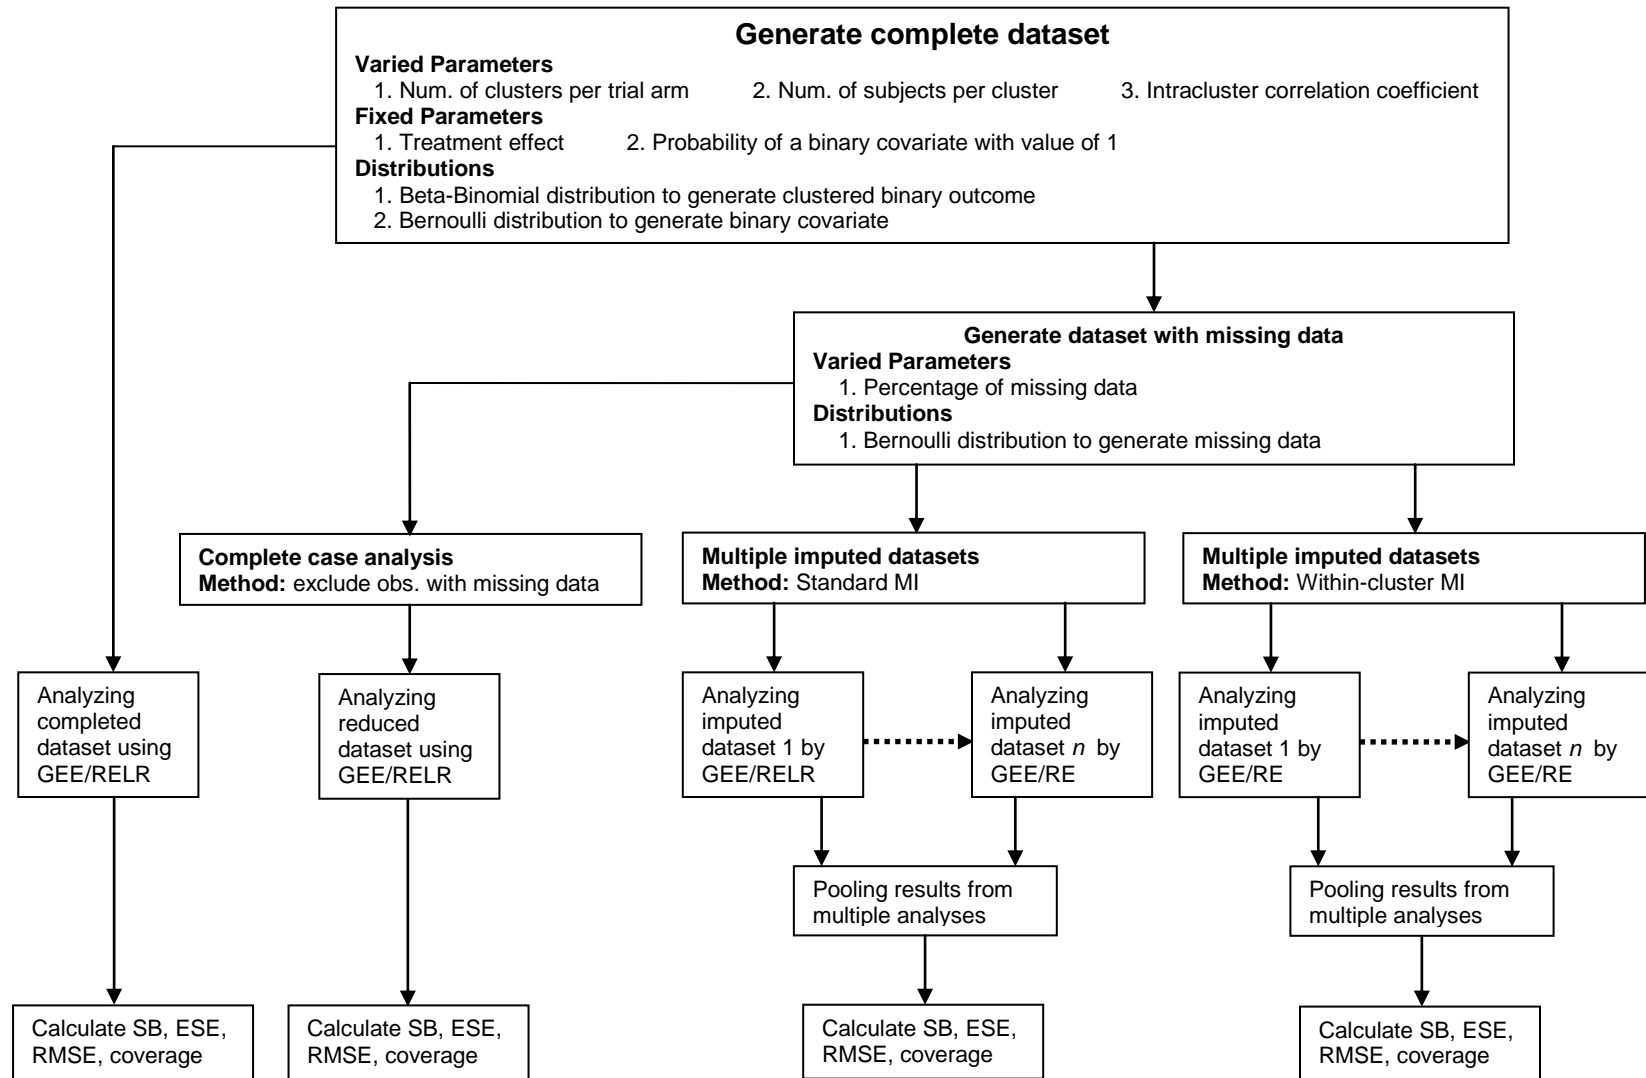 Generate complete dataset
Varied Parameters
1. Num. of clusters per trial arm 2. Num. of subjects per cluster 3. Intracluster correlation coefficient
Fixed Parameters
1. Treatment effect 2. Probability of a binary covariate with value of 1
Distributions
1. Beta-Binomial distribution to generate clustered binary outcome
2. Bernoulli distribution to generate binary covariate
Generate dataset with missing data
Varied Parameters
1. Percentage of missing data
Distributions
1. Bernoulli distribution to generate missing data
Complete case analysis
Method: exclude obs. with missing data
Multiple imputed datasets
Method: Standard MI
Multiple imputed datasets
Method: Within-cluster MI
Analyzing
completed
dataset using
GEE/RELR
Analyzing
reduced
dataset using
GEE/RELR
Analyzing
imputed
dataset 1 by
GEE/RELR
Analyzing
imputed
dataset n by
GEE/RE
Analyzing
imputed
dataset 1 by
GEE/RE
Analyzing
imputed
dataset n by
GEE/RE
Pooling results from
multiple analyses
Pooling results from
multiple analyses
Calculate SB, ESE,
RMSE, coverage
Calculate SB, ESE,
RMSE, coverage
Calculate SB, ESE,
RMSE, coverage
Calculate SB, ESE,
RMSE, coverage